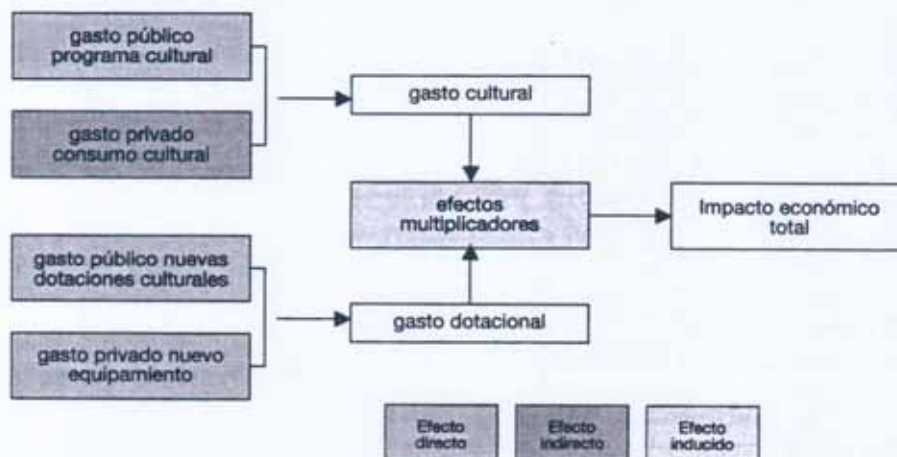 gasto público
programa cultural
gasto cultural
gasto privado
consumo cultural
efectos
multiplicadores
Impacto económico
total
gasto público nuevas
dotaciones culturales
gasto dotacional
gasto privado nuevo
equipamiento
Efecto
directo
Efecto
indirecto
Efecto
inducido